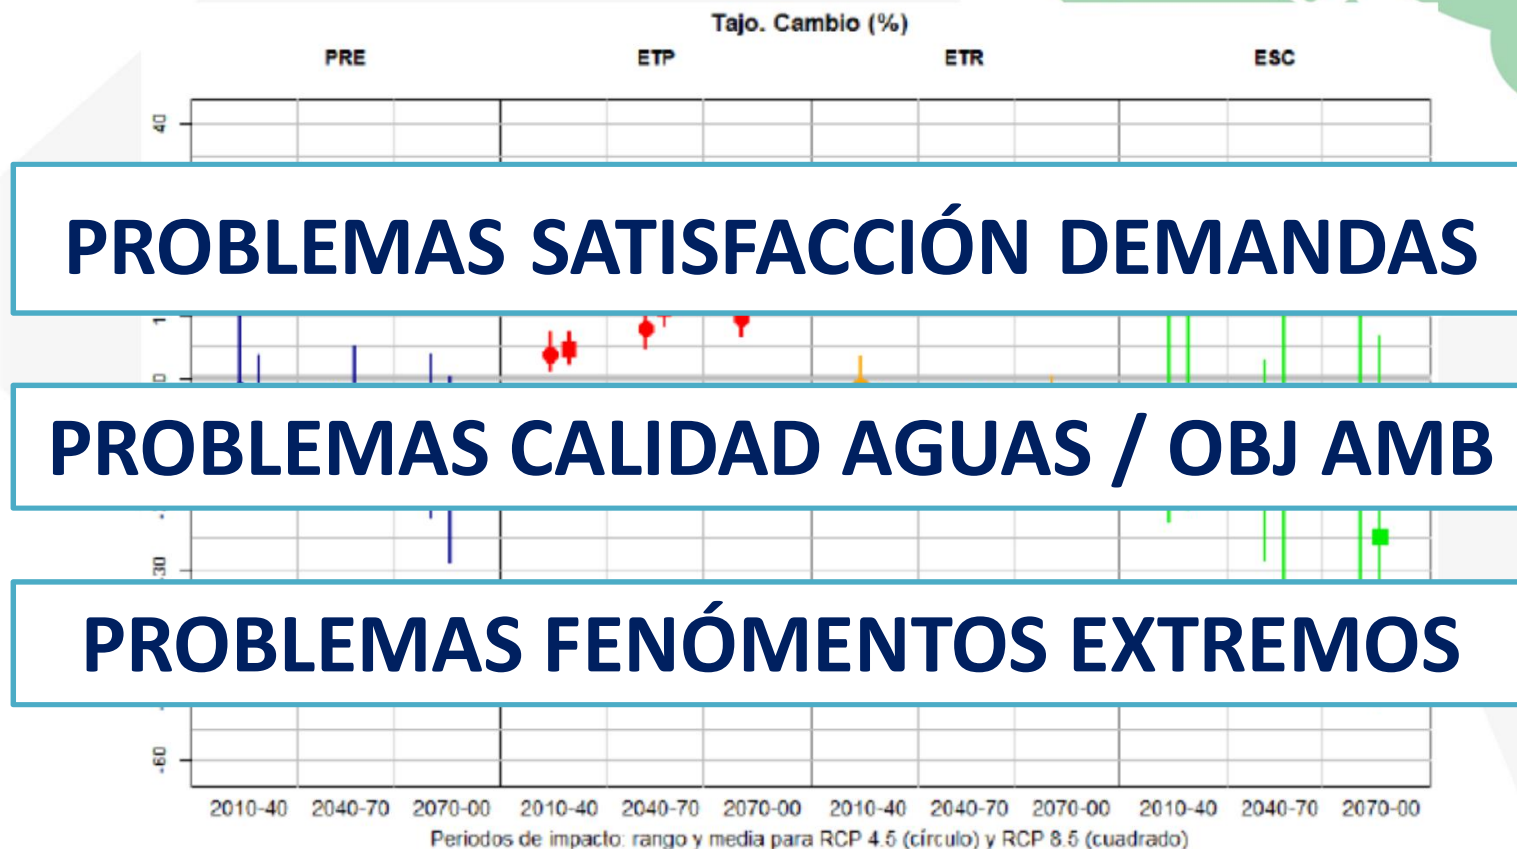 Tajo. Cambio (%)
PRE ETP ETR ESC
40
PROBLEMAS SATISFACCIÓN DEMANDAS
PROBLEMAS CALIDAD AGUAS / OBJ AMB
-30
PROBLEMAS FENÓMENTOS EXTREMOS
-60
2010-40 2040-70 2070-00 2010-40 2040-70 2070-00 2010-40 2040-70 2070-00 2010-40 2040-70 2070-00
Periodos de impacto: rango y media para RCP 4.5 (círculo) y RCP 8.5 (cuadrado)